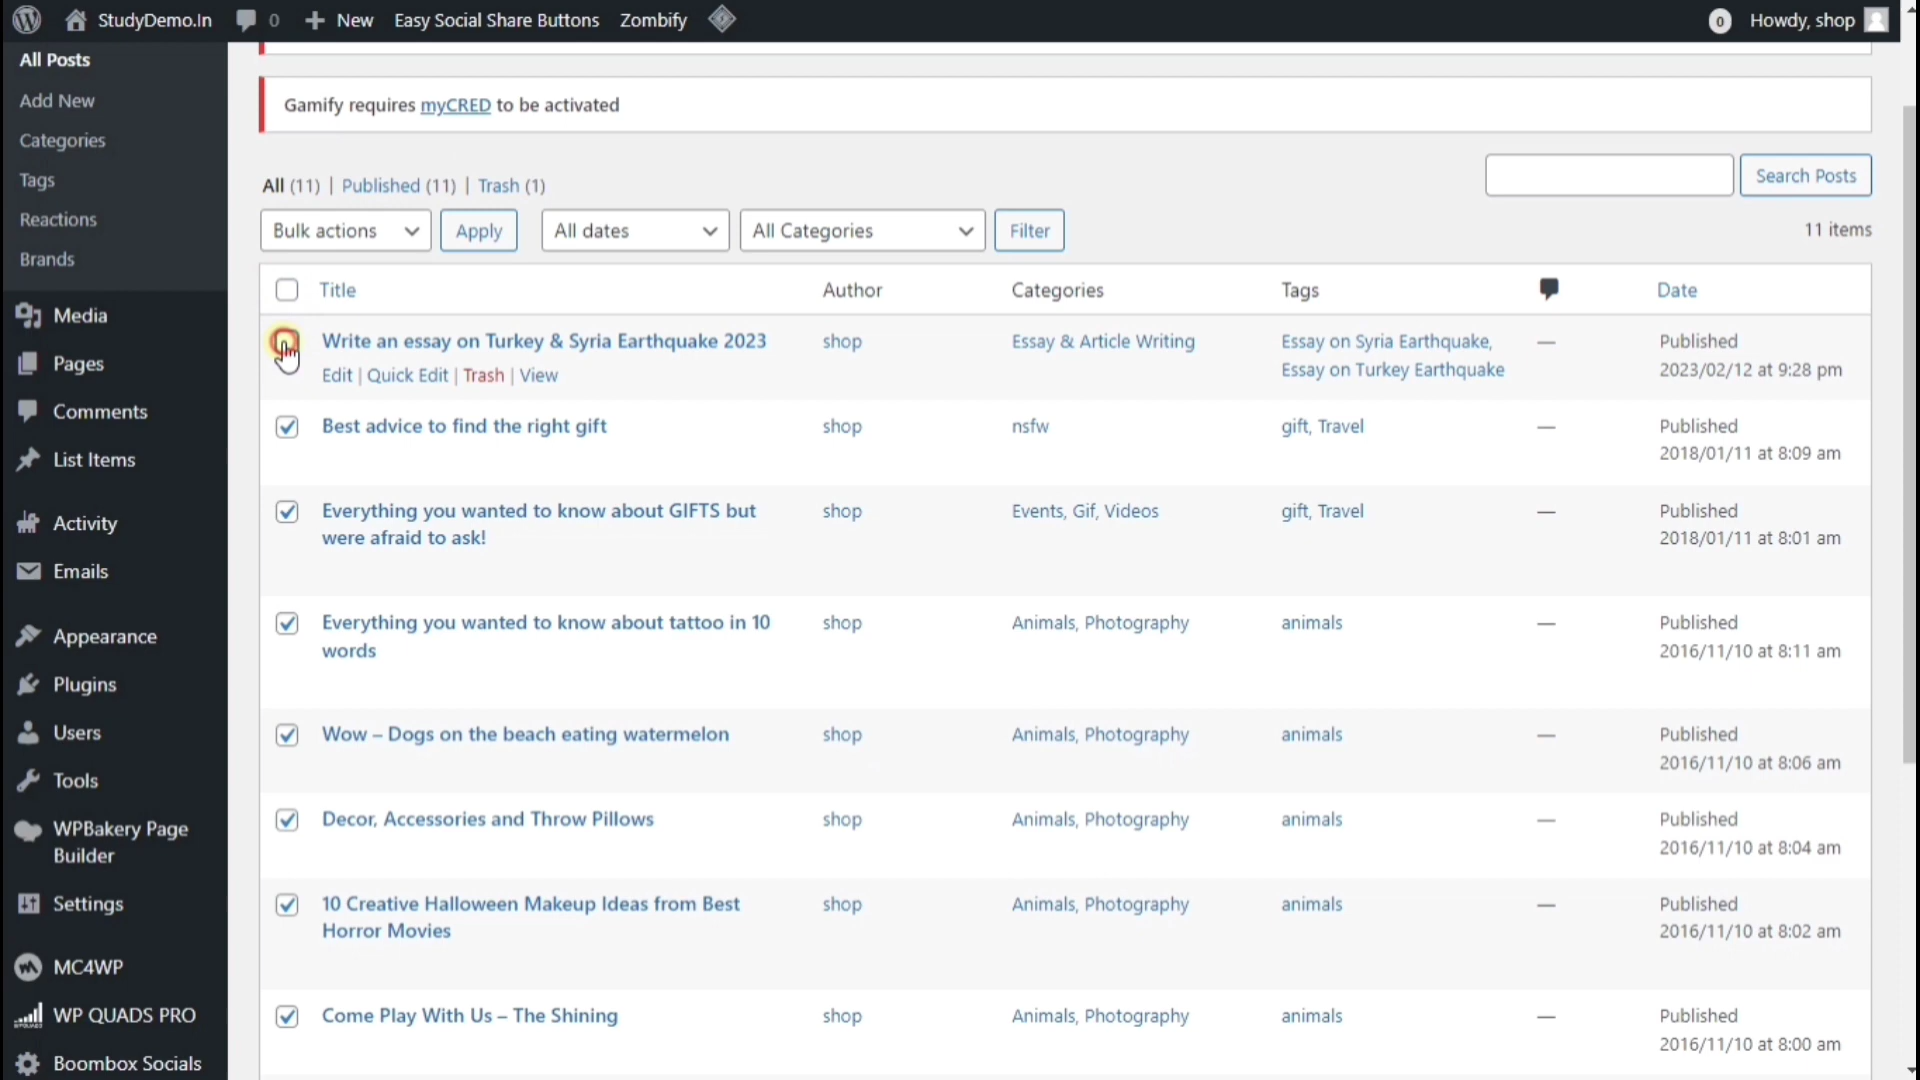 StudyDemo.In 0 New Easy Social Share Buttons Zombify 0 Howdy, shop
All Posts
Add New
Categories
Tags
Reactions
Brands
Media
Pages
Comments
List Items
Activity
Emails
Appearance
Plugins
Users
Tools
WPBakery Page
Builder
Settings
MC4WP
WP QUADS PRO
Boombox Socials
Gamify requires myCRED to be activated
All (11) | Published (11) | Trash (1)
Search Posts
Bulk actions Apply All dates All Categories Filter 11 items
Title Author Categories Tags Date
Write an essay on Turkey & Syria Earthquake 2023 shop Essay & Article Writing Essay on Syria Earthquake, — Published
Edit | Quick Edit | Trash | View Essay on Turkey Earthquake 2023/02/12 at 9:28 pm
Best advice to find the right gift shop nsfw gift, Travel — Published
2018/01/11 at 8:09 am
Everything you wanted to know about GIFTS but shop Events, Gif, Videos gift, Travel — Published
were afraid to ask! 2018/01/11 at 8:01 am
Everything you wanted to know about tattoo in 10 shop Animals, Photography animals — Published
words 2016/11/10 at 8:11 am
Wow – Dogs on the beach eating watermelon shop Animals, Photography animals — Published
2016/11/10 at 8:06 am
Decor, Accessories and Throw Pillows shop Animals, Photography animals — Published
2016/11/10 at 8:04 am
10 Creative Halloween Makeup Ideas from Best shop Animals, Photography animals — Published
Horror Movies 2016/11/10 at 8:02 am
Come Play With Us – The Shining shop Animals, Photography animals — Published
2016/11/10 at 8:00 am